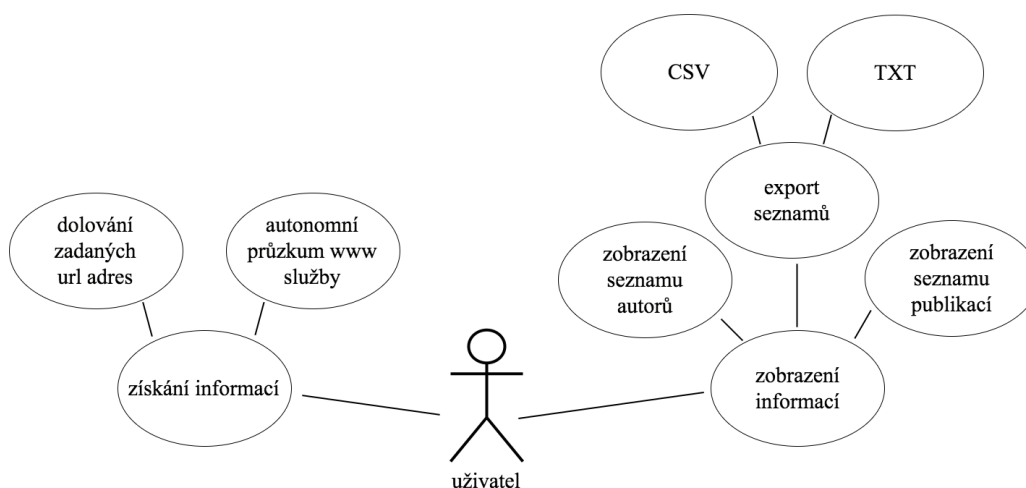 CSV
TXT
export
seznamů
dolování
zadaných
url adres
autonomní
průzkum www
služby
zobrazení
seznamu
autorů
zobrazení
seznamu
publikací
získání informací
zobrazení
informací
uživatel